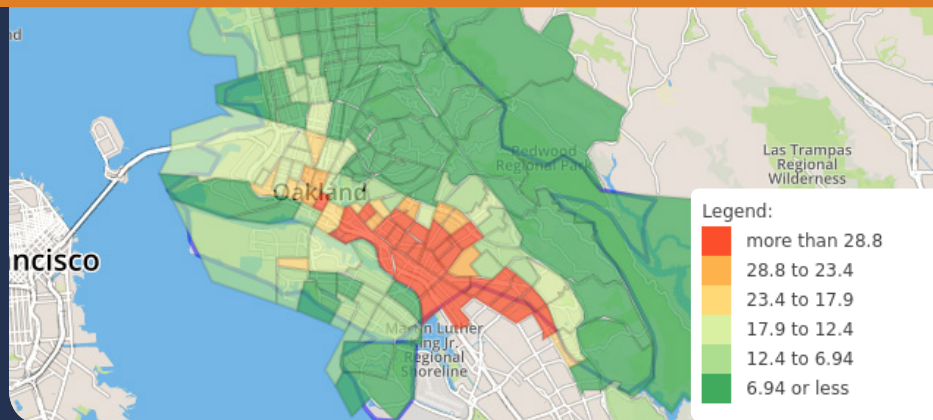 nd
Redwood
Regional Park
Las Trampas
Regional
Wilderness
Oakland
ncisco
Martin Luther
King Jr.
Regional
Shoreline
Legend:
more than 28.8
28.8 to 23.4
23.4 to 17.9
17.9 to 12.4
12.4 to 6.94
6.94 or less